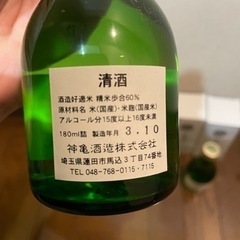 清酒
酒造好適米 精米歩合60%
原材料名 米(国産)・米麹(国産米)
アルコール分15度以上16度未満
180ml詰 製造年月 3.10
神亀酒造株式会社
埼玉県蓮田市馬込3丁目74番地
TEL 048-768-0115・7115